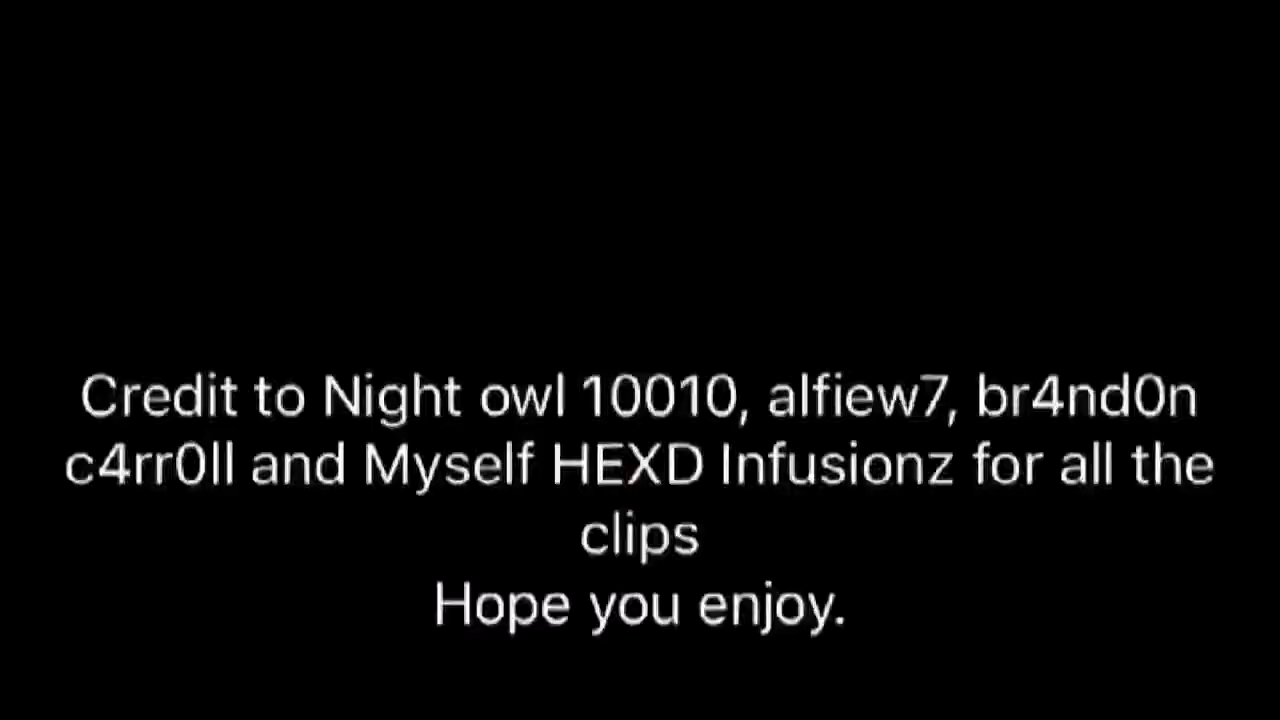 Credit to Night owl 10010, alfiew7, br4nd0n
c4rr0ll and Myself HEXD Infusionz for all the
clips
Hope you enjoy.